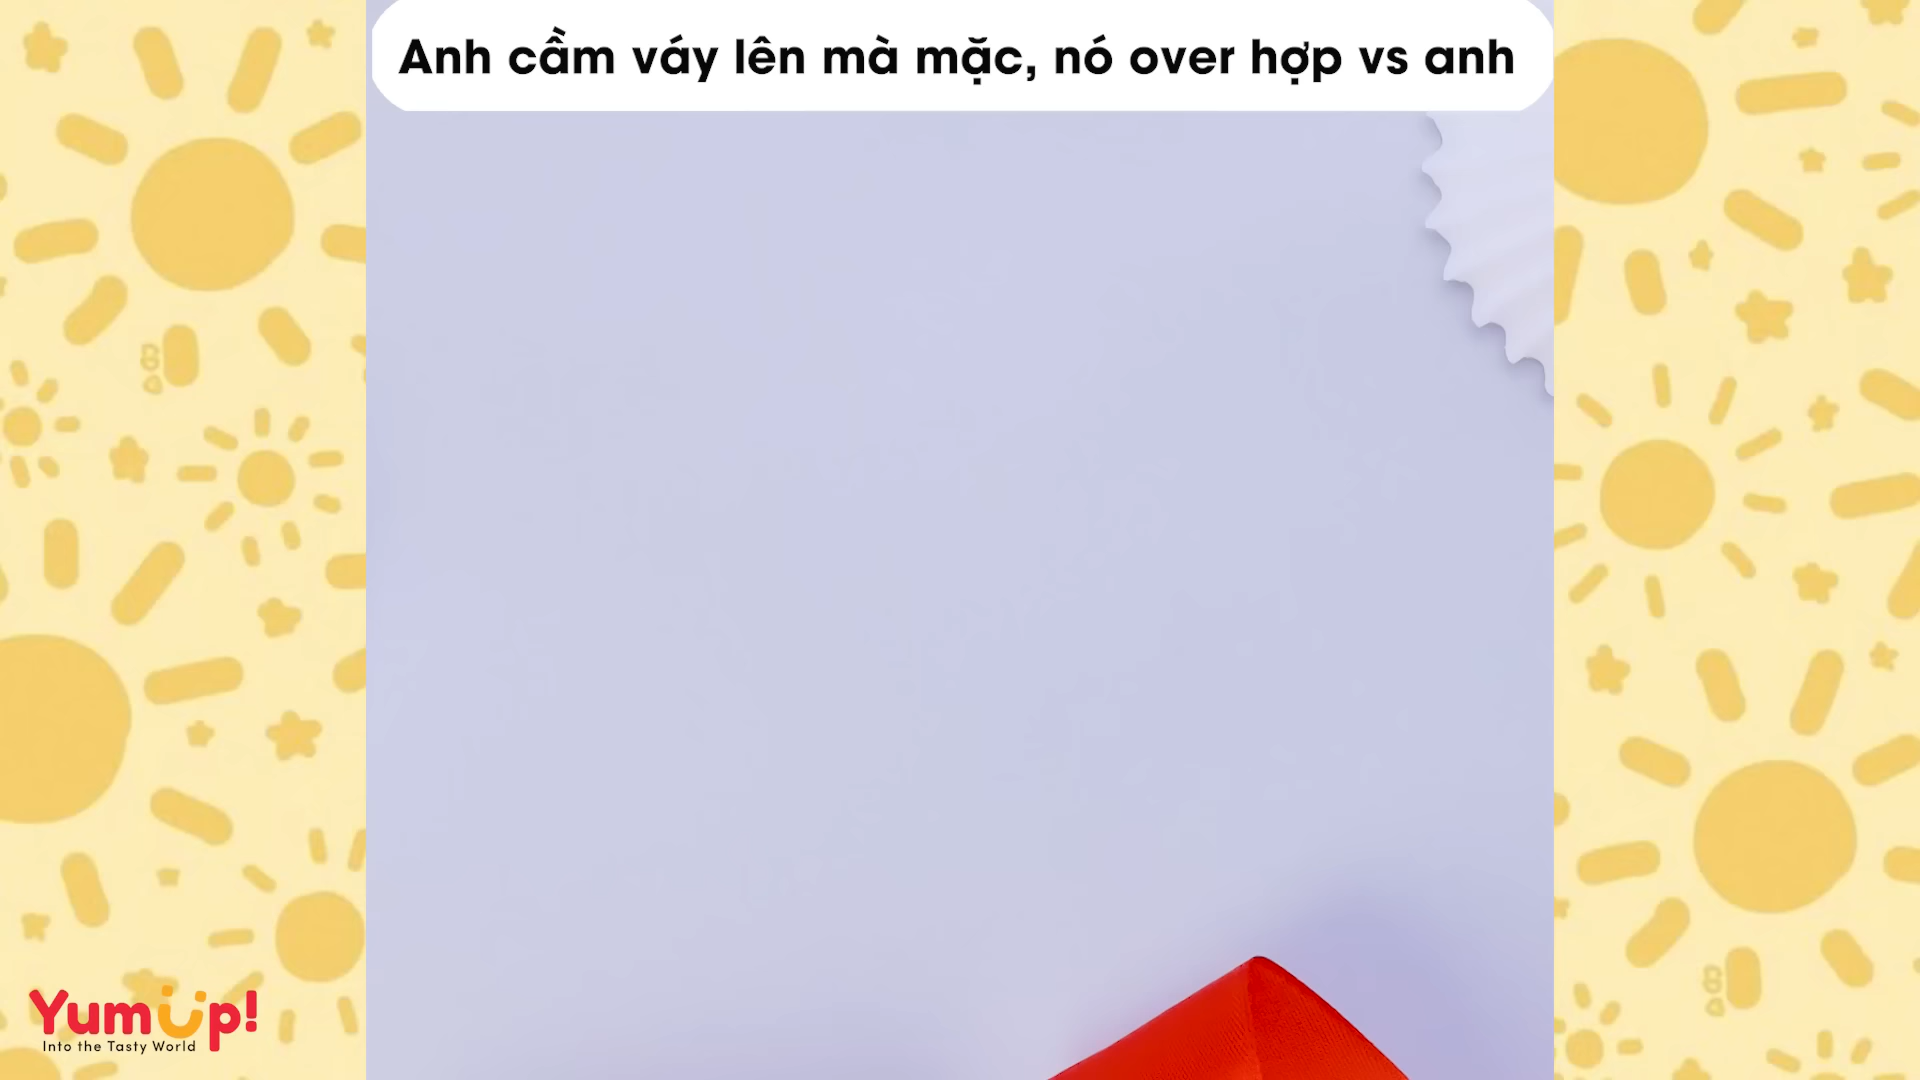 Anh cầm váy lên mà mặc, nó over hợp vs anh
YumUp!
Into the Tasty World